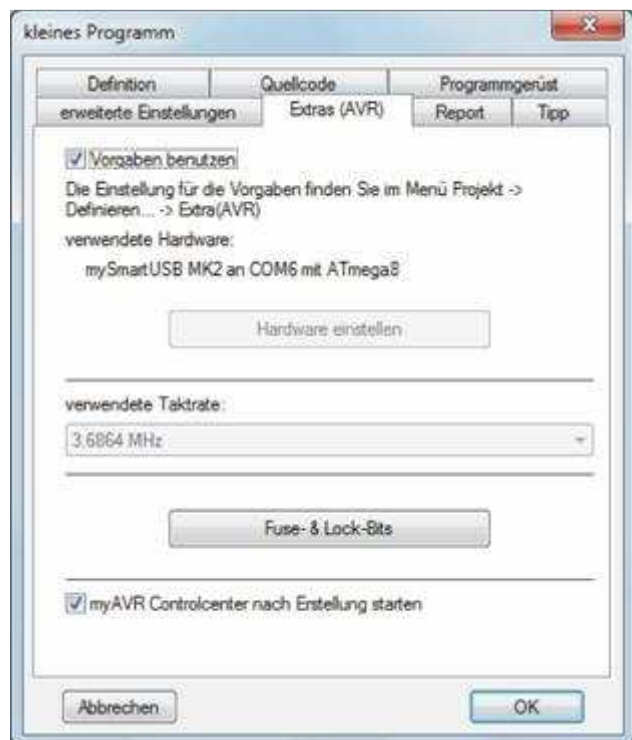 kleines Programm
Definition
Quellcode
Programmgerüst
erweiterte Einstellungen
Extras (AVR)
Report
Tipp
Vorgaben benutzen
Die Einstellung für die Vorgaben finden Sie im Menü Projekt ->
Definieren... -> Extra(AVR)
verwendete Hardware:
mySmartUSB MK2 an COM6 mit ATmega8
Hardware einstellen
verwendete Taktrate:
3.6864 MHz
Fuse- & Lock-Bits
myAVR Controlcenter nach Erstellung starten
Abbrechen
OK